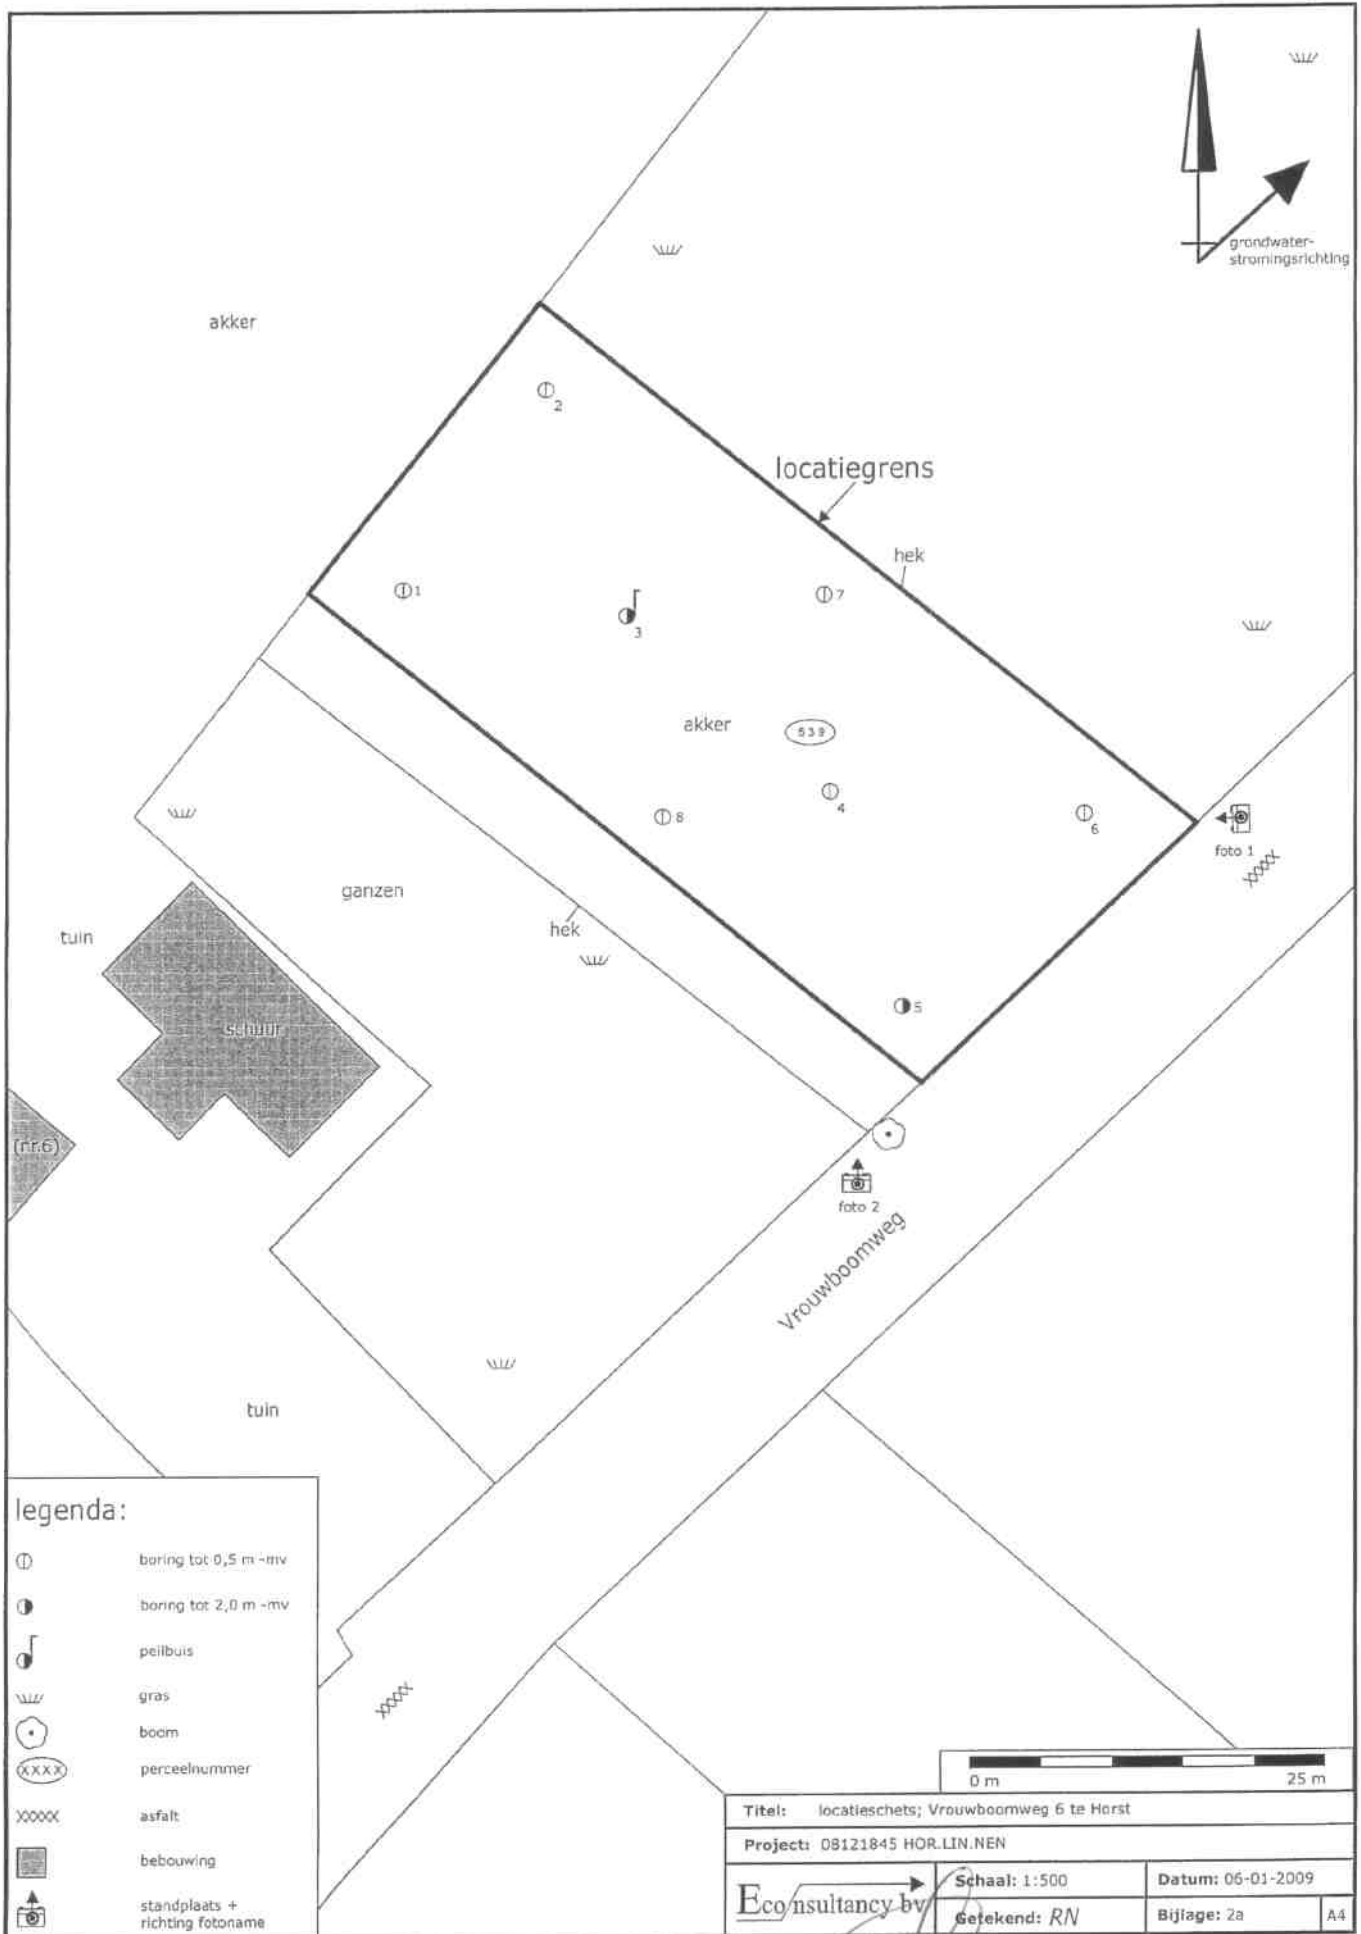 grondwater-
stromingsrichting
akker
2
locatiegrens
hek
1
7
3
akker
539
4
8
6
foto 1
ganzen
tuin
hek
5
schuur
(nr.6)
foto 2
Vrouwboomweg
tuin
legenda:
boring tot 0,5 m -mv
boring tot 2,0 m -mv
peilbuis
gras
boom
XXXX perceelnummer
asfalt
bebouwing
standplaats +
richting fotoname
0 m 25 m
Titel: locatieschets; Vrouwboomweg 6 te Horst
Project: 08121845 HOR.LIN.NEN
Econsultancy bv
Schaal: 1:500 Datum: 06-01-2009
Getekend: RN Bijlage: 2a A4